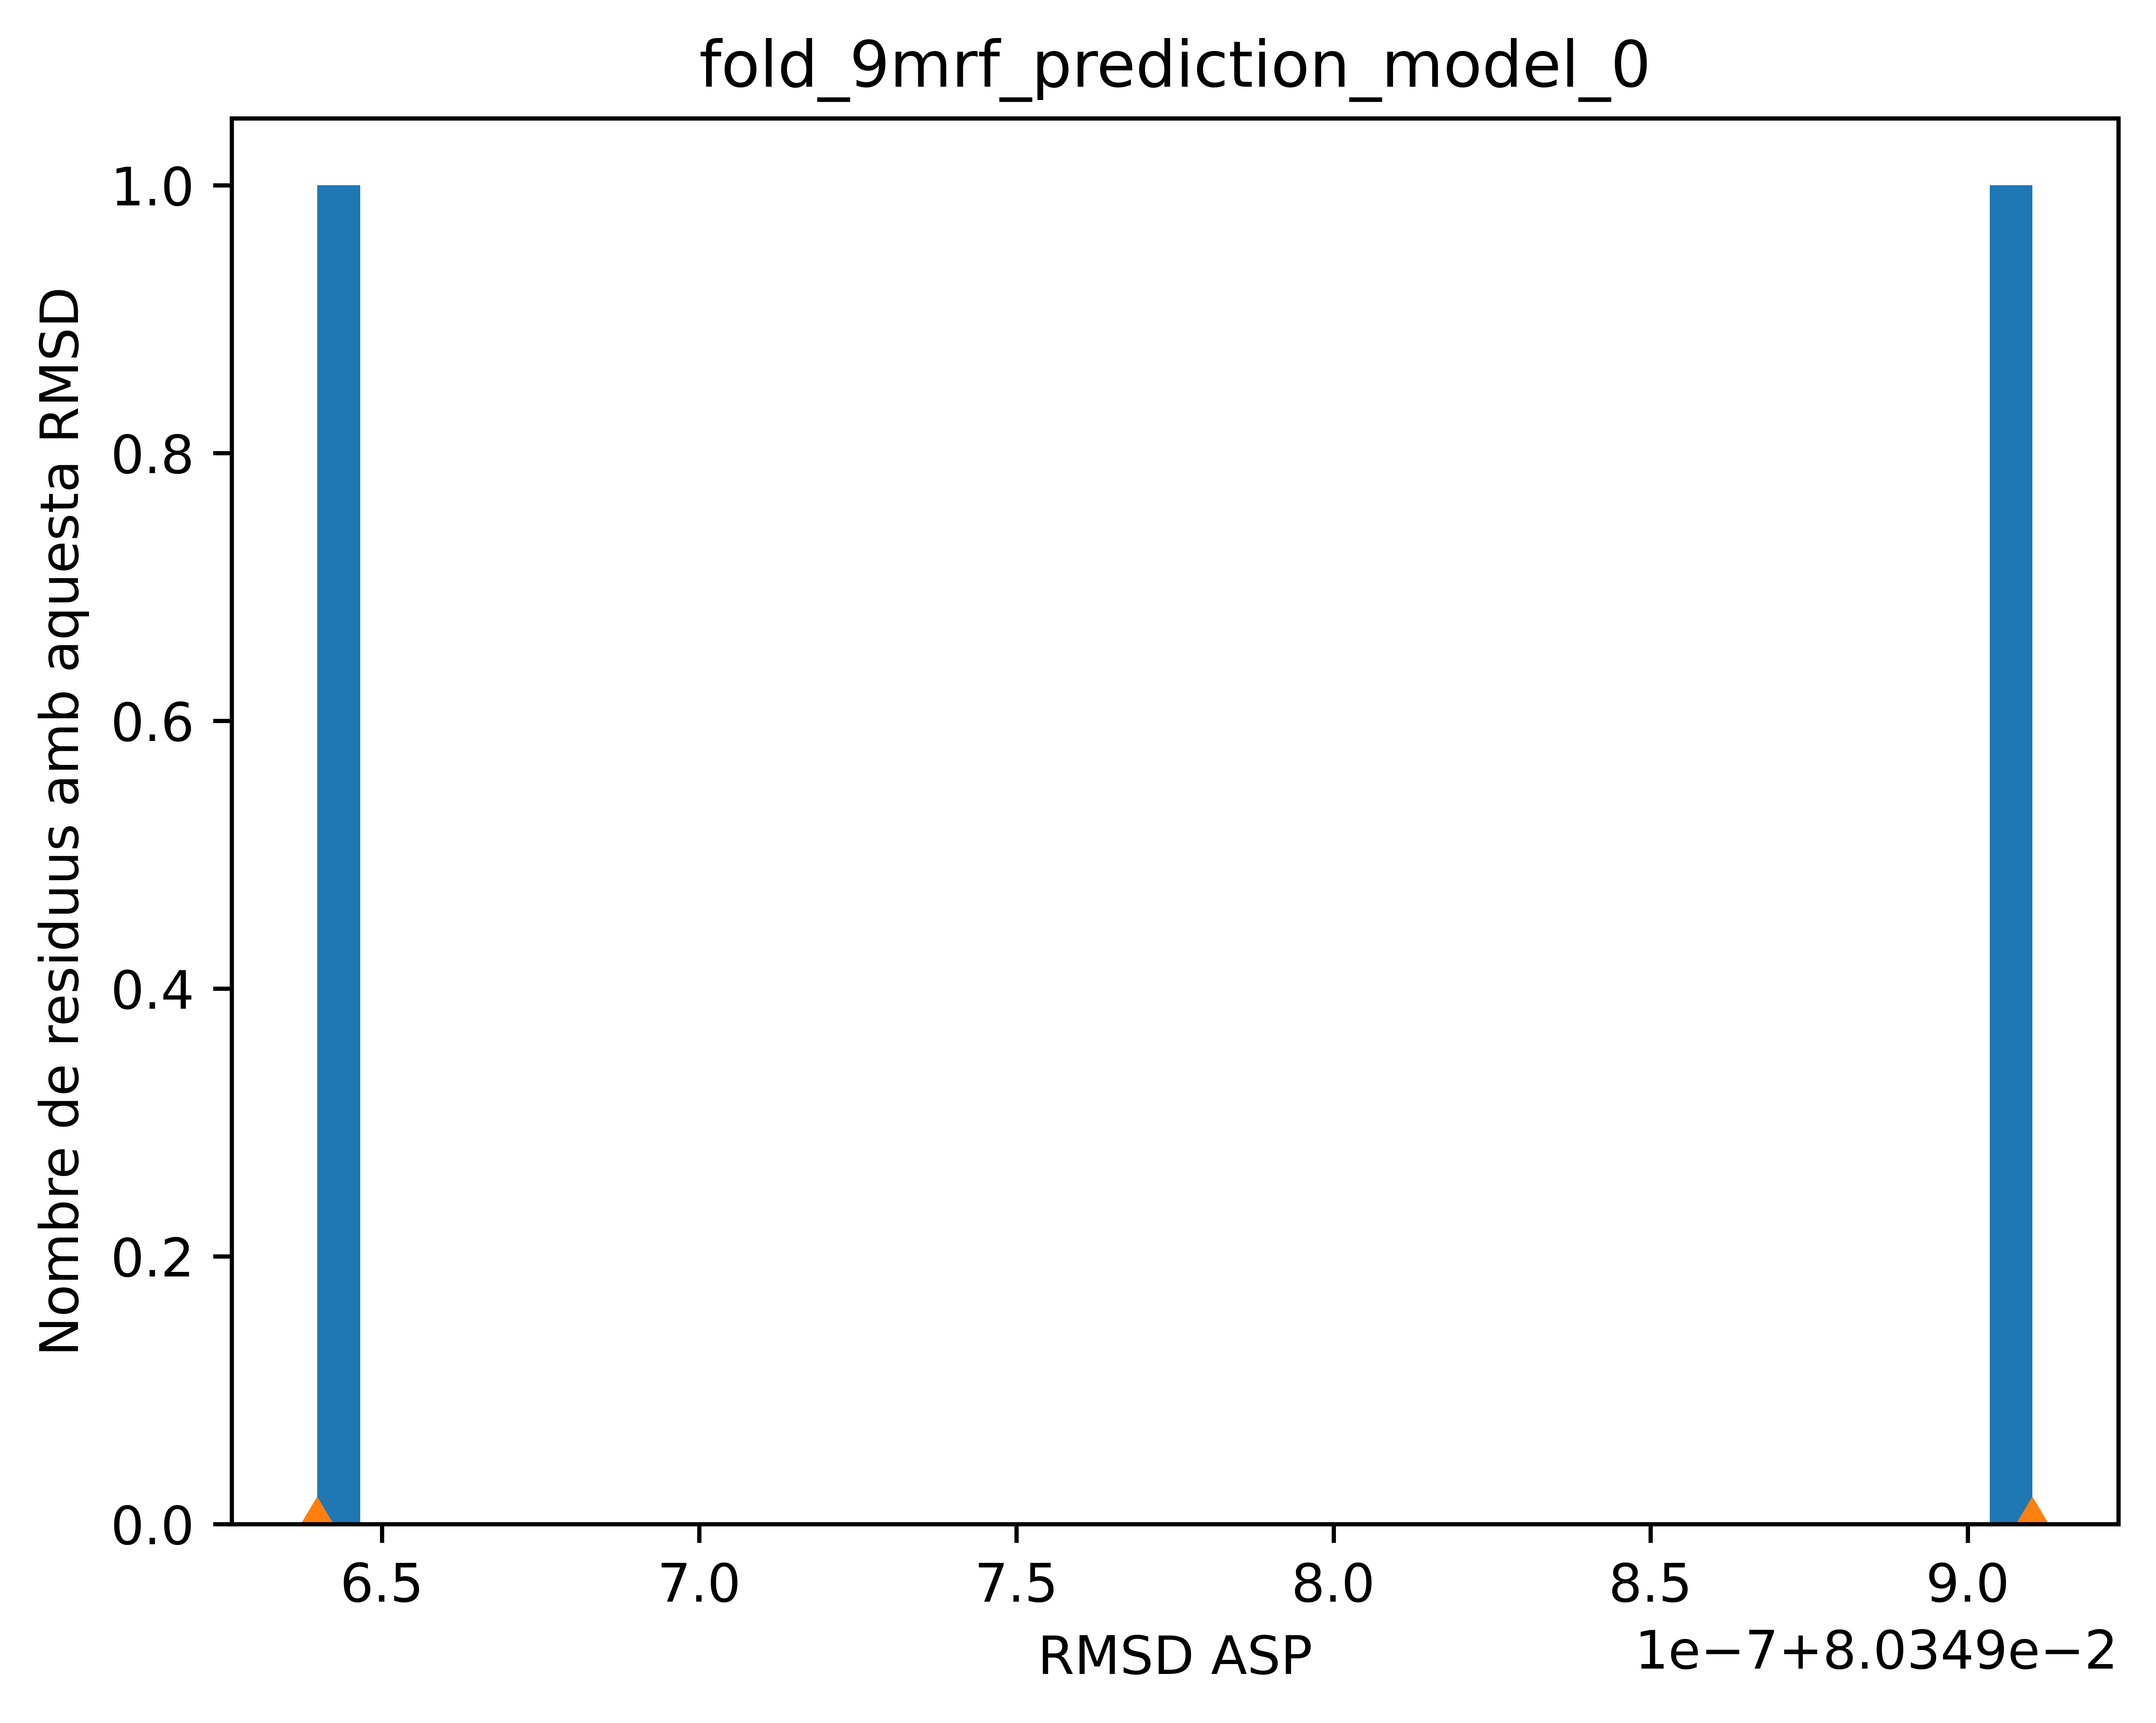 fold_9mrf_prediction_model_0
Nombre de residuus amb aquesta RMSD
1.0
0.8
0.6
0.4
0.2
0.0
6.5 7.0 7.5 8.0 8.5 9.0
RMSD ASP
1e−7+8.0349e−2